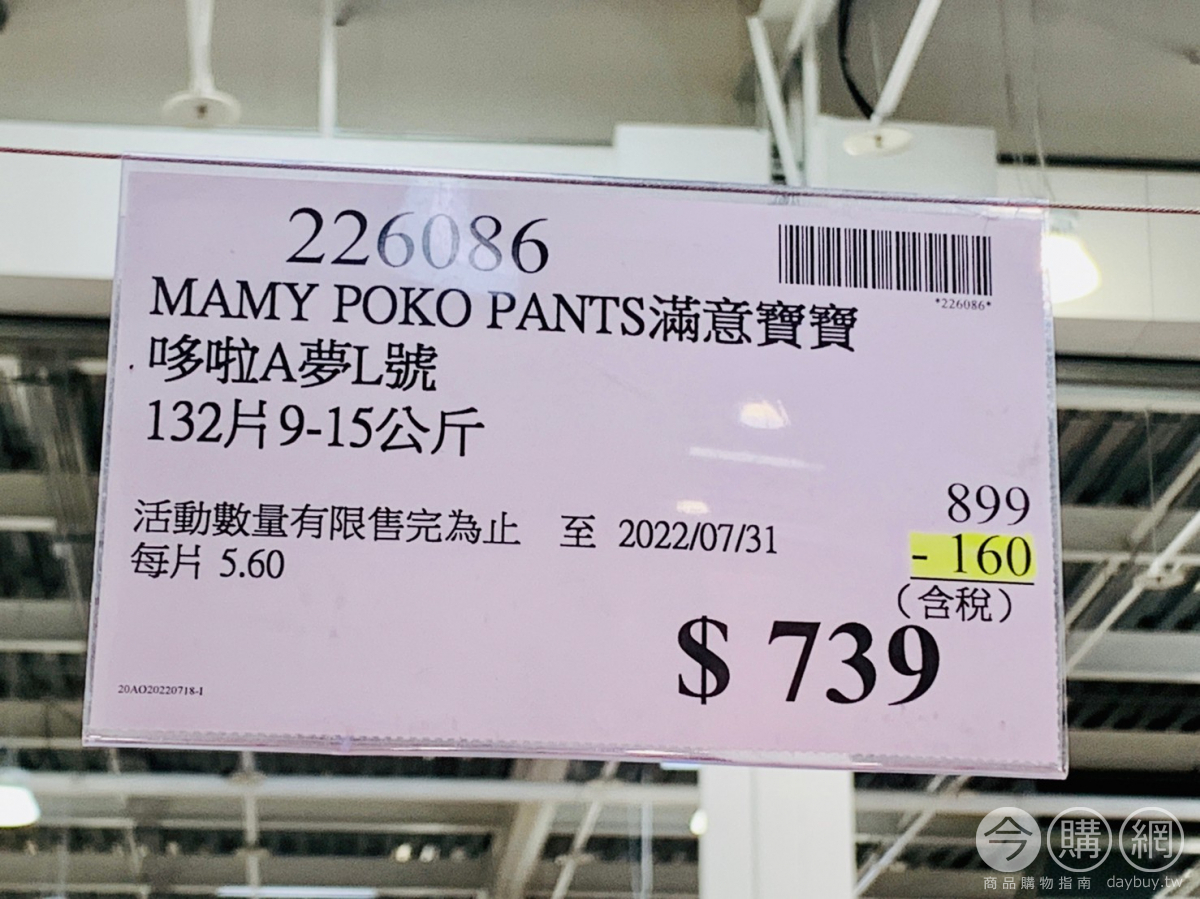 226086
*226086*
MAMY POKO PANTS滿意寶寶
哆啦A夢L號
132片9-15公斤
899
活動數量有限售完為止 至 2022/07/31
- 160
每片 5.60
(含稅)
$ 739
20AO20220718-1
今購網
商品購物指南 daybuy.tw